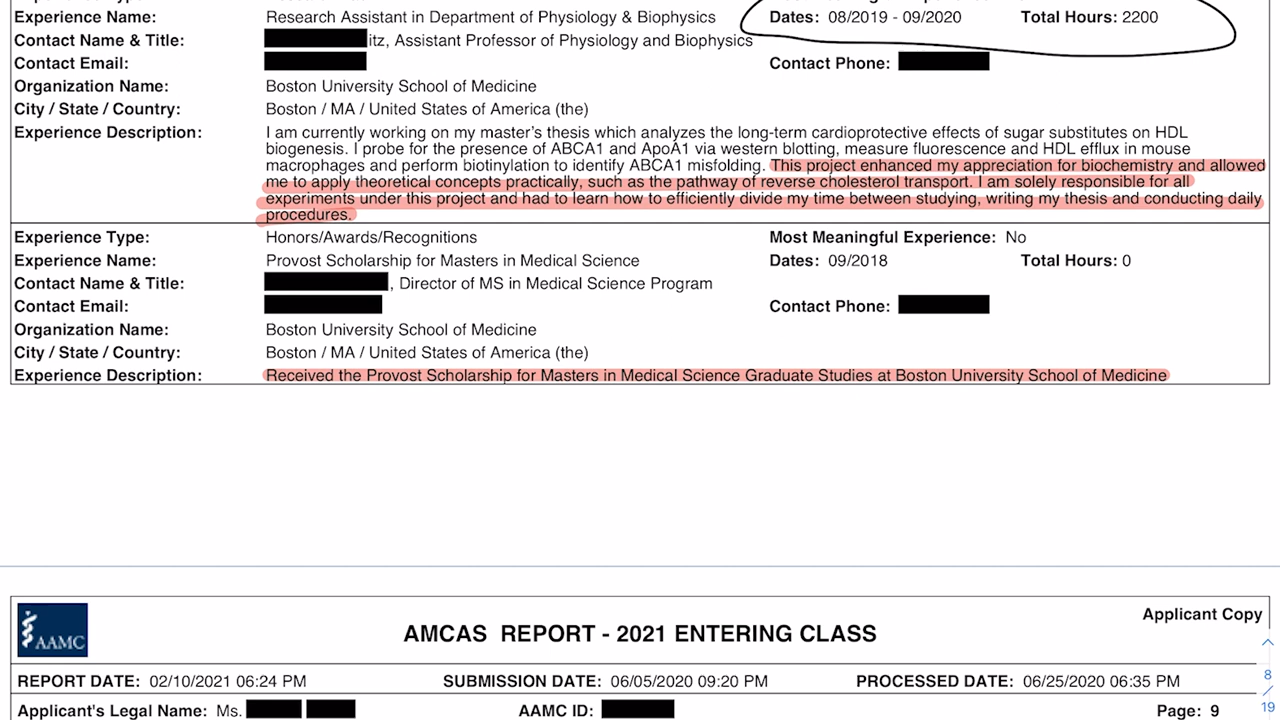 Experience Name: Research Assistant in Department of Physiology & Biophysics Dates: 08/2019 - 09/2020 Total Hours: 2200
Contact Name & Title: itz, Assistant Professor of Physiology and Biophysics
Contact Email: Contact Phone:
Organization Name: Boston University School of Medicine
City / State / Country: Boston / MA / United States of America (the)
Experience Description: I am currently working on my master's thesis which analyzes the long-term cardioprotective effects of sugar substitutes on HDL
biogenesis. I probe for the presence of ABCA1 and ApoA1 via western blotting, measure fluorescence and HDL efflux in mouse
macrophages and perform biotinylation to identify ABCA1 misfolding. This project enhanced my appreciation for biochemistry and allowed
me to apply theoretical concepts practically, such as the pathway of reverse cholesterol transport. I am solely responsible for all
experiments under this project and had to learn how to efficiently divide my time between studying, writing my thesis and conducting daily
procedures.
Experience Type: Honors/Awards/Recognitions Most Meaningful Experience: No
Experience Name: Provost Scholarship for Masters in Medical Science Dates: 09/2018 Total Hours: 0
Contact Name & Title: , Director of MS in Medical Science Program
Contact Email: Contact Phone:
Organization Name: Boston University School of Medicine
City / State / Country: Boston / MA / United States of America (the)
Experience Description: Received the Provost Scholarship for Masters in Medical Science Graduate Studies at Boston University School of Medicine
Applicant Copy
AAMC
AMCAS REPORT - 2021 ENTERING CLASS
REPORT DATE: 02/10/2021 06:24 PM SUBMISSION DATE: 06/05/2020 09:20 PM PROCESSED DATE: 06/25/2020 06:35 PM
Applicant's Legal Name: Ms. AAMC ID: Page: 9
8
/
19